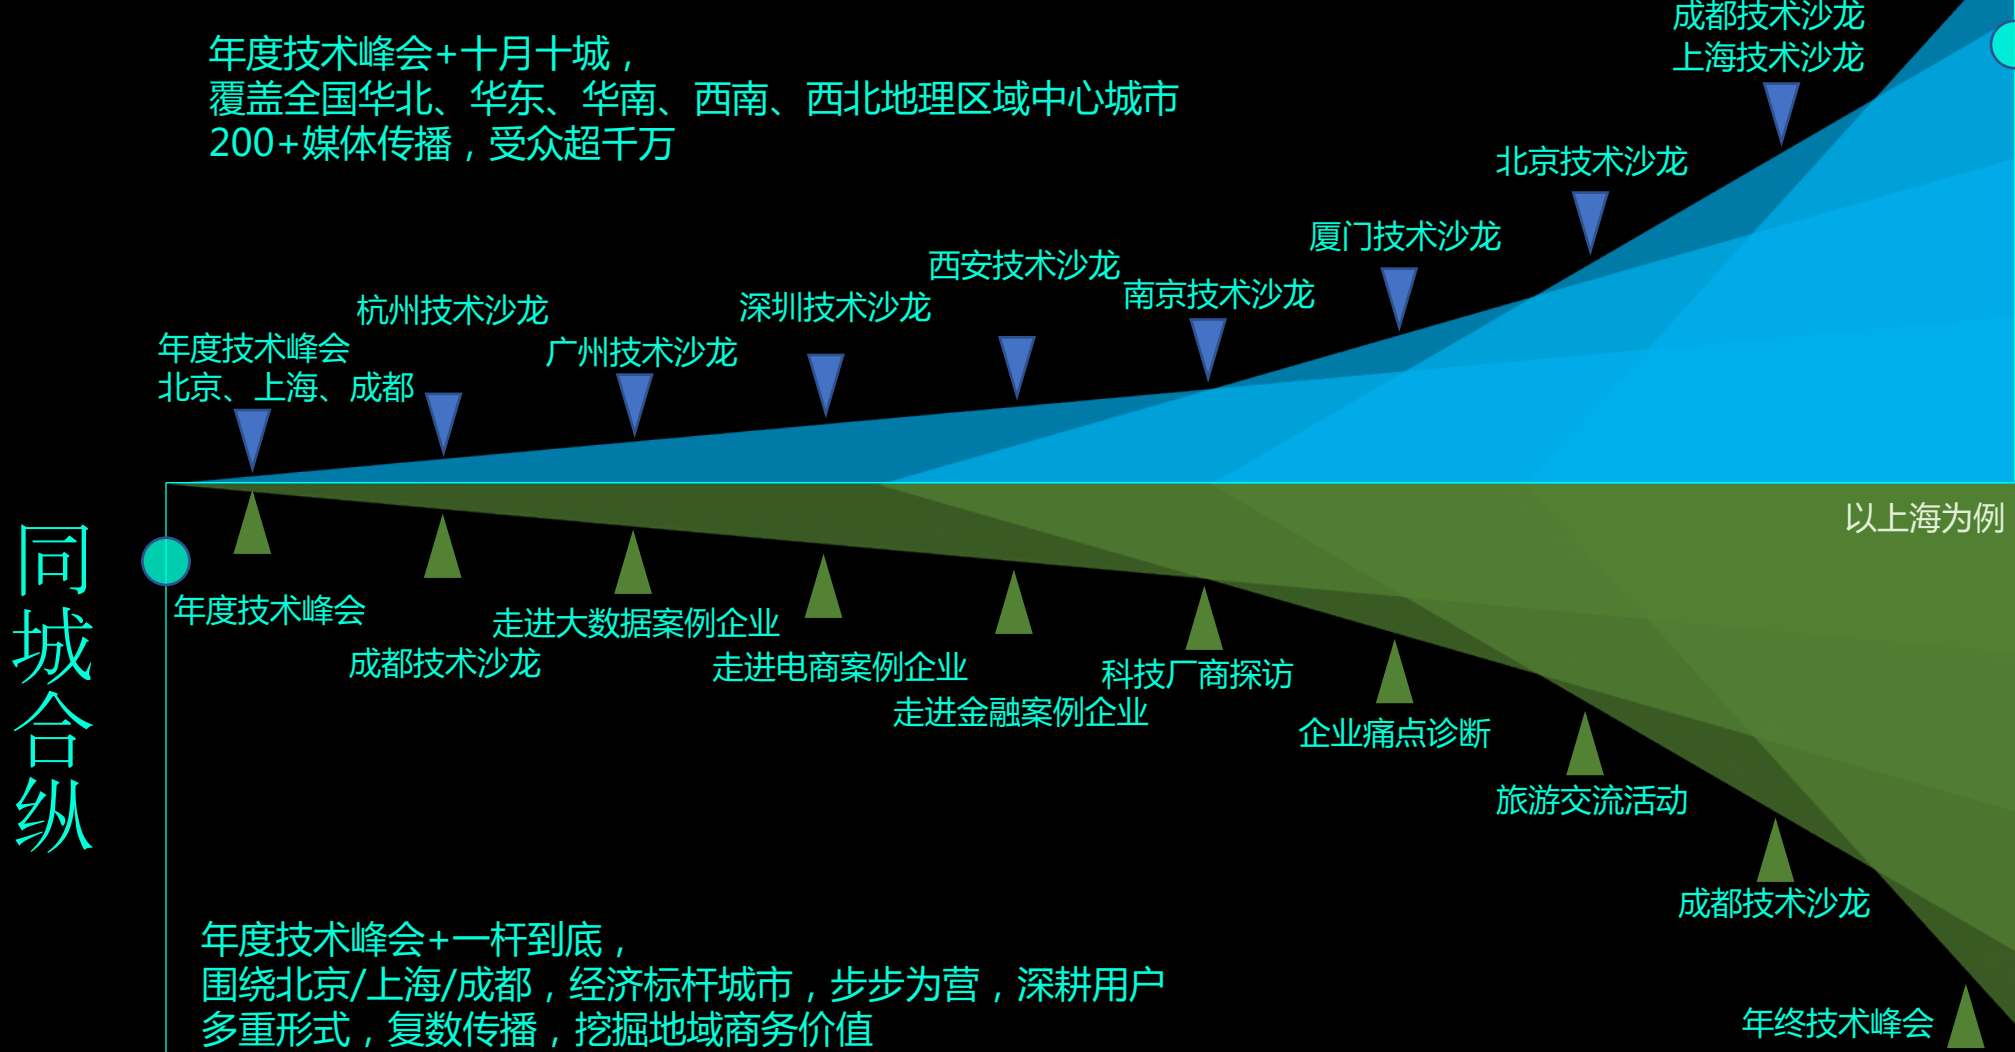 年度技术峰会+十月十城，
覆盖全国华北、华东、华南、西南、西北地理区域中心城市
200+媒体传播，受众超千万
成都技术沙龙
上海技术沙龙
北京技术沙龙
厦门技术沙龙
西安技术沙龙
南京技术沙龙
深圳技术沙龙
杭州技术沙龙
广州技术沙龙
年度技术峰会
北京、上海、成都
以上海为例
同城合纵
年度技术峰会
成都技术沙龙
走进大数据案例企业
走进电商案例企业
走进金融案例企业
科技厂商探访
企业痛点诊断
旅游交流活动
成都技术沙龙
年终技术峰会
年度技术峰会+一杆到底，
围绕北京/上海/成都，经济标杆城市，步步为营，深耕用户
多重形式，复数传播，挖掘地域商务价值